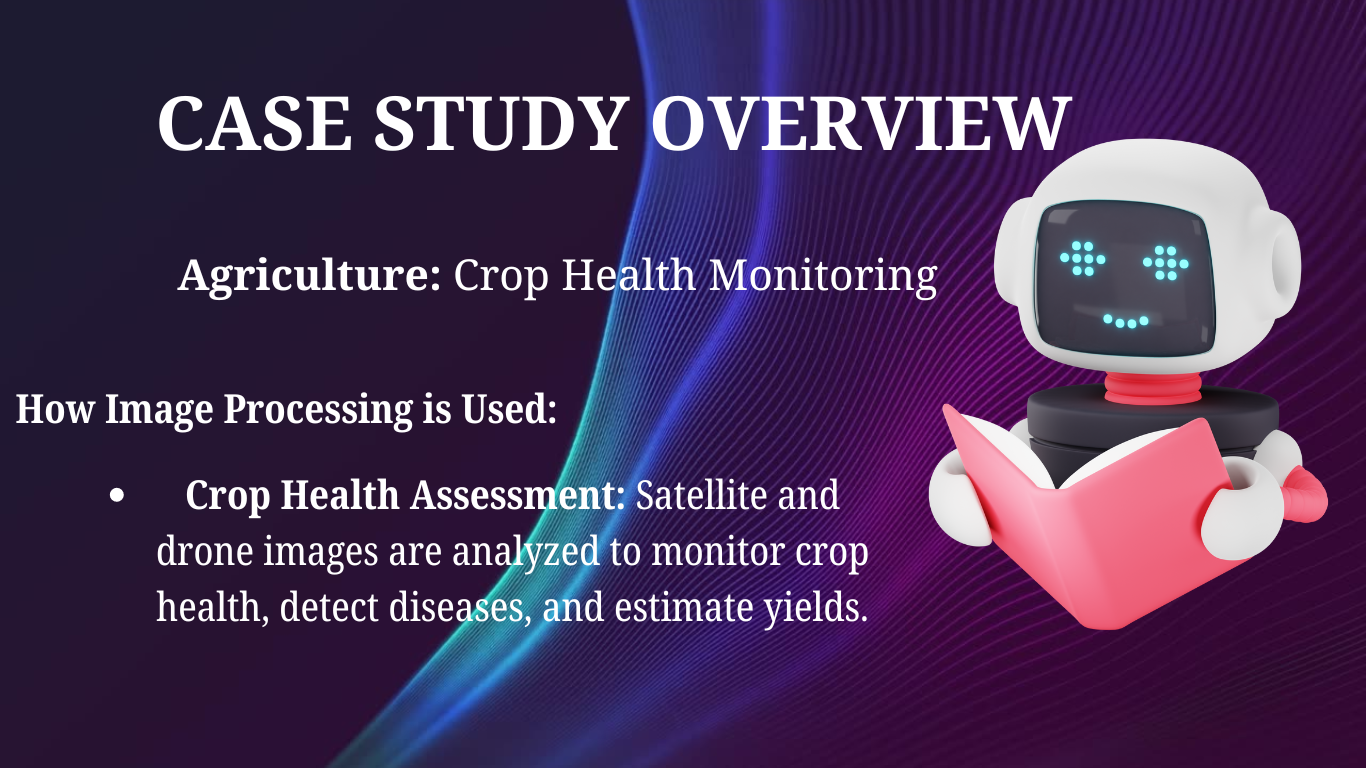 CASE STUDY OVERVIEW
Agriculture: Crop Health Monitoring
How Image Processing is Used:
• Crop Health Assessment: Satellite and
drone images are analyzed to monitor crop
health, detect diseases, and estimate yields.